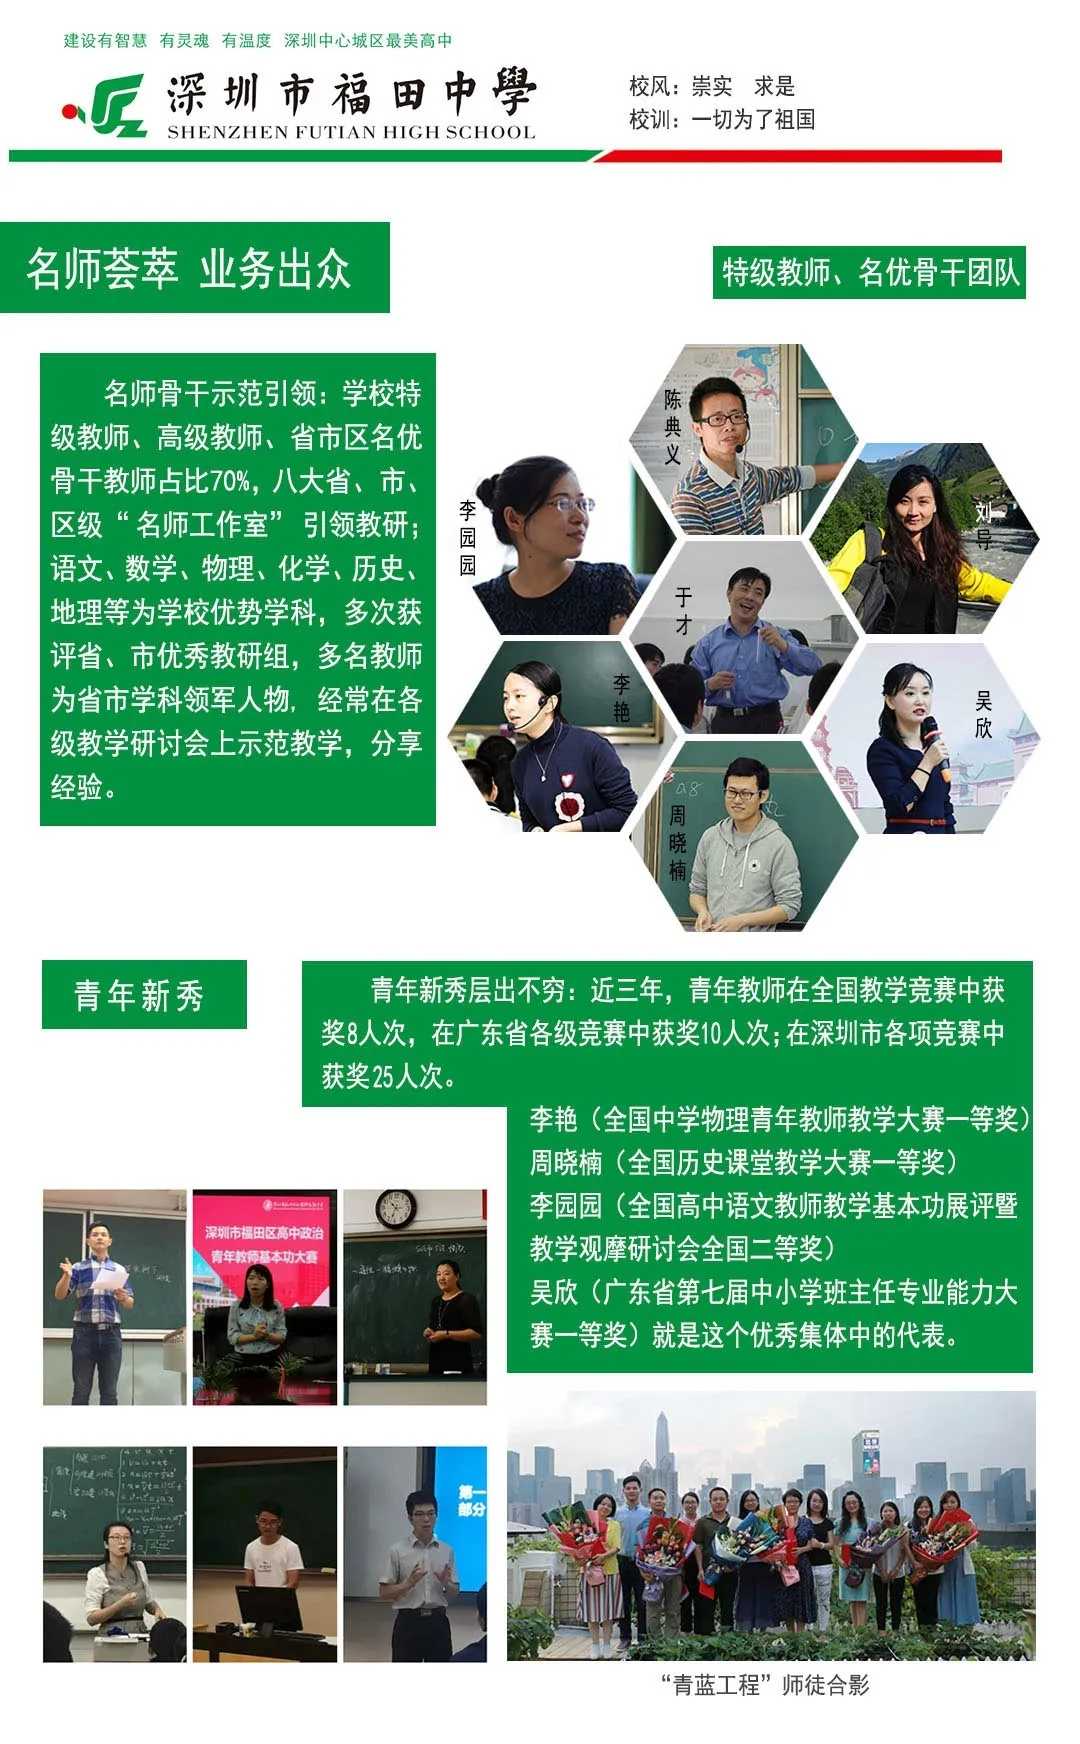 建设有智慧 有灵魂 有温度 深圳中心城区最美高中
深圳市福田中學
SHENZHEN FUTIAN HIGH SCHOOL
校风：崇实 求是
校训：一切为了祖国
名师荟萃 业务出众
特级教师、名优骨干团队
名师骨干示范引领：学校特
级教师、高级教师、省市区名优
骨干教师占比70%，八大省、市、
区级“名师工作室”引领教研；
语文、数学、物理、化学、历史、
地理等为学校优势学科，多次获
评省、市优秀教研组，多名教师
为省市学科领军人物，经常在各
级教学研讨会上示范教学，分享
经验。
陈典义
李园园
刘导
于才
李艳
吴欣
周晓楠
青年新秀
青年新秀层出不穷：近三年，青年教师在全国教学竞赛中获
奖8人次，在广东省各级竞赛中获奖10人次；在深圳市各项竞赛中
获奖25人次。
李艳（全国中学物理青年教师教学大赛一等奖）
周晓楠（全国历史课堂教学大赛一等奖）
李园园（全国高中语文教师教学基本功展评暨
教学观摩研讨会全国二等奖）
吴欣（广东省第七届中小学班主任专业能力大
赛一等奖）就是这个优秀集体中的代表。
深圳市福田区高中政治
青年教师基本功大赛
第一
部分
“青蓝工程”师徒合影